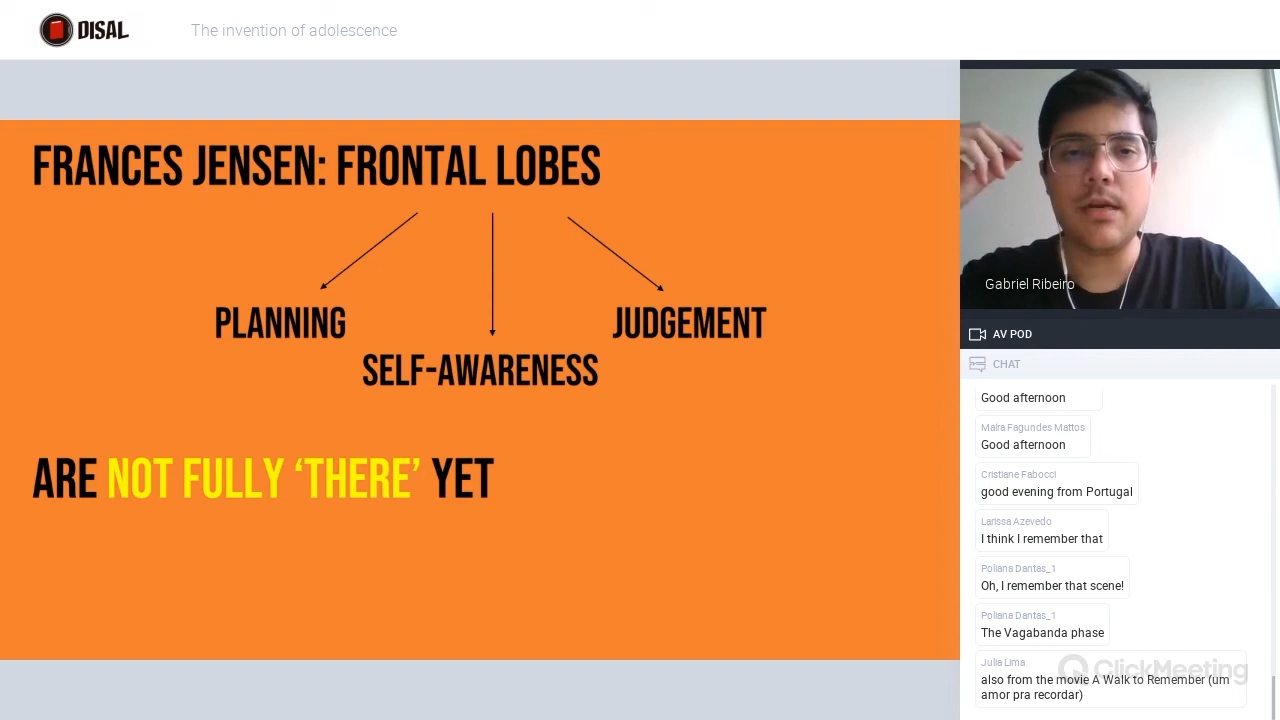 DISAL
The invention of adolescence
FRANCES JENSEN: FRONTAL LOBES
PLANNING
JUDGEMENT
SELF-AWARENESS
ARE NOT FULLY ‘THERE’ YET
Gabriel Ribeiro
AV POD
CHAT
Good afternoon
Maira Fagundes Mattos
Good afternoon
Cristiane Fabocci
good evening from Portugal
Larissa Azevedo
I think I remember that
Poliana Dantas_1
Oh, I remember that scene!
Poliana Dantas_1
The Vagabanda phase
Julia Lima
also from the movie A Walk to Remember (um
amor pra recordar)
ClickMeeting